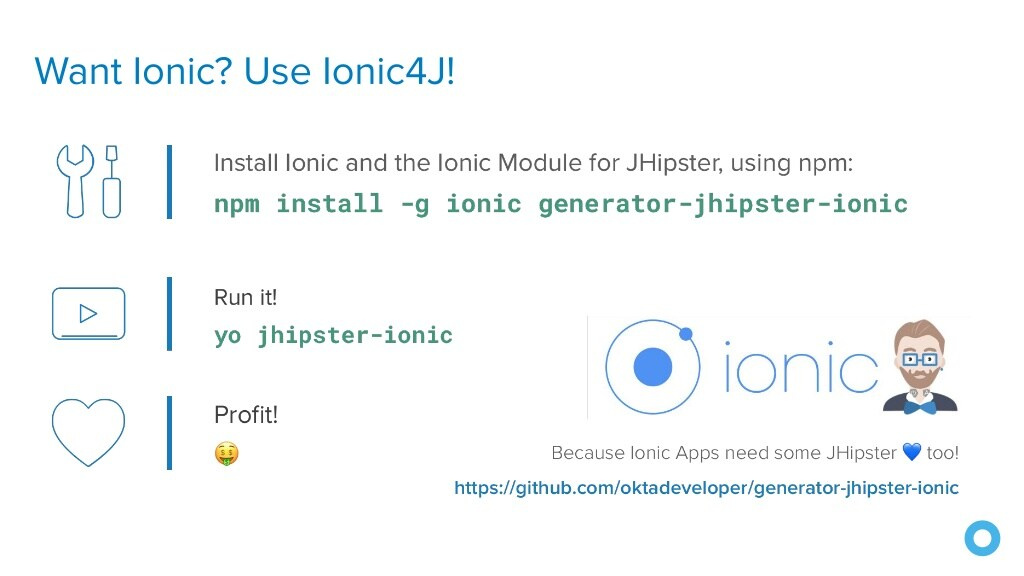 Want Ionic? Use Ionic4J!
Install Ionic and the Ionic Module for JHipster, using npm:
npm install -g ionic generator-jhipster-ionic
Run it!
yo jhipster-ionic
Profit!
🤑
ionic
Because Ionic Apps need some JHipster 💙 too!
https://github.com/oktadeveloper/generator-jhipster-ionic